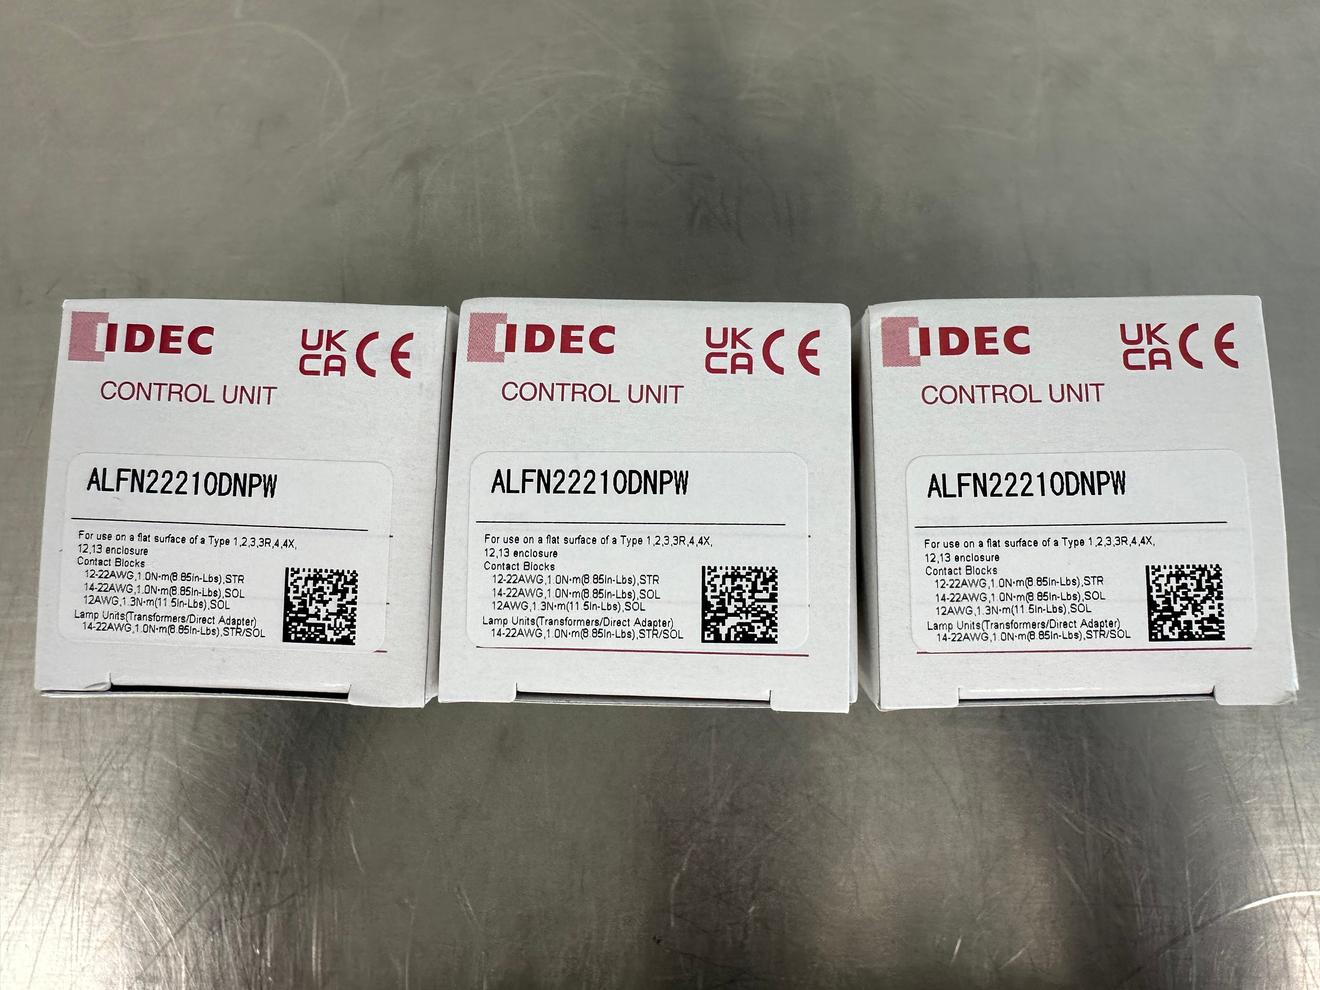 IDEC
UK
CA CE
CONTROL UNIT
ALFN22210DNPW
For use on a flat surface of a Type 1,2,3,3R,4,4X,
12,13 enclosure
Contact Blocks
12-22AWG,1.0N·m(8.85In-Lbs),STR
14-22AWG,1.0N·m(8.85In-Lbs),SOL
12AWG,1.3N·m(11.5In-Lbs),SOL
Lamp Units(Transformers/Direct Adapter)
14-22AWG,1.0N·m(8.85In-Lbs),STR/SOL
IDEC
UK
CA CE
CONTROL UNIT
ALFN22210DNPW
For use on a flat surface of a Type 1,2,3,3R,4,4X,
12,13 enclosure
Contact Blocks
12-22AWG,1.0N·m(8.85In-Lbs),STR
14-22AWG,1.0N·m(8.85In-Lbs),SOL
12AWG,1.3N·m(11.5In-Lbs),SOL
Lamp Units(Transformers/Direct Adapter)
14-22AWG,1.0N·m(8.85In-Lbs),STR/SOL
IDEC
UK
CA CE
CONTROL UNIT
ALFN22210DNPW
For use on a flat surface of a Type 1,2,3,3R,4,4X,
12,13 enclosure
Contact Blocks
12-22AWG,1.0N·m(8.85In-Lbs),STR
14-22AWG,1.0N·m(8.85In-Lbs),SOL
12AWG,1.3N·m(11.5In-Lbs),SOL
Lamp Units(Transformers/Direct Adapter)
14-22AWG,1.0N·m(8.85In-Lbs),STR/SOL